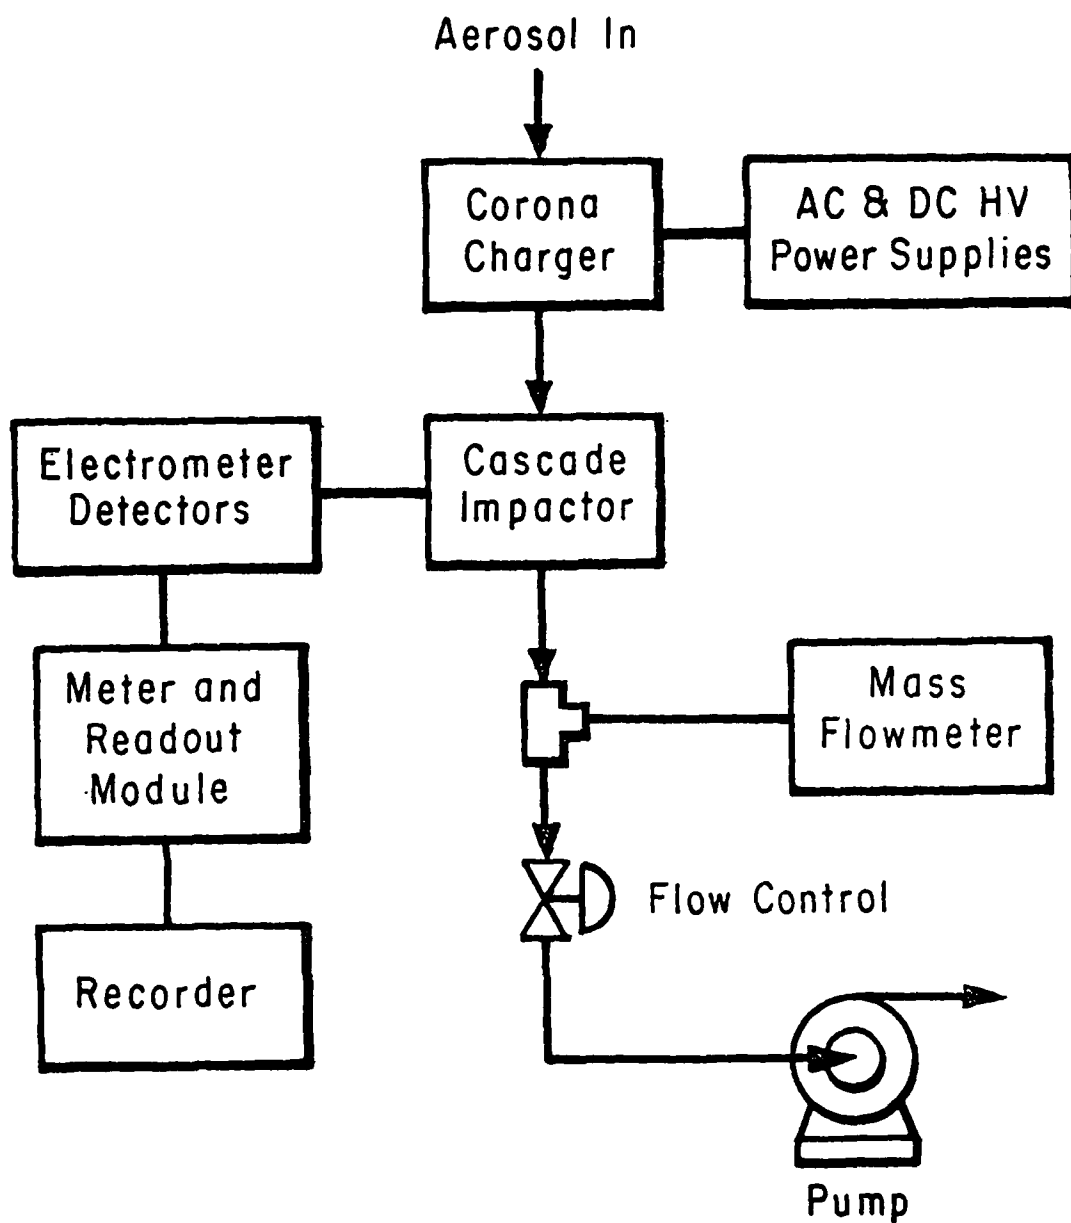 Aerosol In
Corona
Charger
AC & DC HV
Power Supplies
Electrometer
Detectors
Cascade
Impactor
Meter and
Readout
Module
Mass
Flowmeter
Flow Control
Recorder
Pump